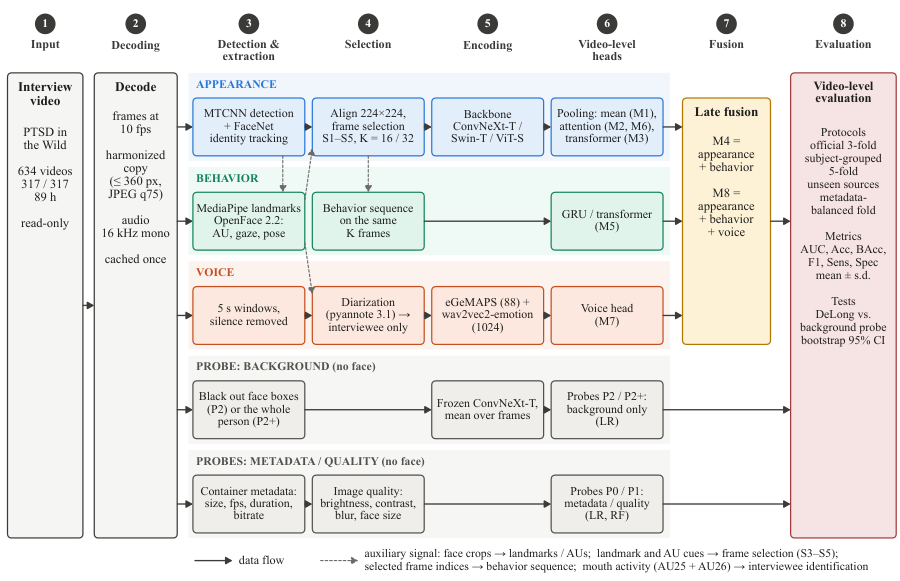 1
2
3
4
5
6
7
8
Input
Decoding
Detection &
extraction
Selection
Encoding
Video-level
heads
Fusion
Evaluation
Interview
video
PTSD in
the Wild
634 videos
317 / 317
89 h
read-only
Decode
frames at
10 fps
harmonized
copy
(≤ 360 px,
JPEG q75)
audio
16 kHz mono
cached once
APPEARANCE
MTCNN detection
+ FaceNet
identity tracking
Align 224×224,
frame selection
S1–S5, K = 16 / 32
Backbone
ConvNeXt-T /
Swin-T / ViT-S
Pooling: mean (M1),
attention (M2, M6),
transformer (M3)
BEHAVIOR
MediaPipe landmarks
OpenFace 2.2:
AU, gaze, pose
Behavior sequence
on the same
K frames
GRU / transformer
(M5)
VOICE
5 s windows,
silence removed
Diarization
(pyannote 3.1) →
interviewee only
eGeMAPS (88) +
wav2vec2-emotion
(1024)
Voice head
(M7)
PROBE: BACKGROUND (no face)
Black out face boxes
(P2) or the whole
person (P2+)
Frozen ConvNeXt-T,
mean over frames
Probes P2 / P2+:
background only
(LR)
PROBES: METADATA / QUALITY (no face)
Container metadata:
size, fps, duration,
bitrate
Image quality:
brightness, contrast,
blur, face size
Probes P0 / P1:
metadata / quality
(LR, RF)
Late fusion
M4 =
appearance
+ behavior
M8 =
appearance
+ behavior
+ voice
Video-level
evaluation
Protocols
official 3-fold
subject-grouped
5-fold
unseen sources
metadata-
balanced fold
Metrics
AUC, Acc, BAcc,
F1, Sens, Spec
mean ± s.d.
Tests
DeLong vs.
background probe
bootstrap 95% CI
data flow
auxiliary signal: face crops → landmarks / AUs; landmark and AU cues → frame selection (S3–S5);
selected frame indices → behavior sequence; mouth activity (AU25 + AU26) → interviewee identification